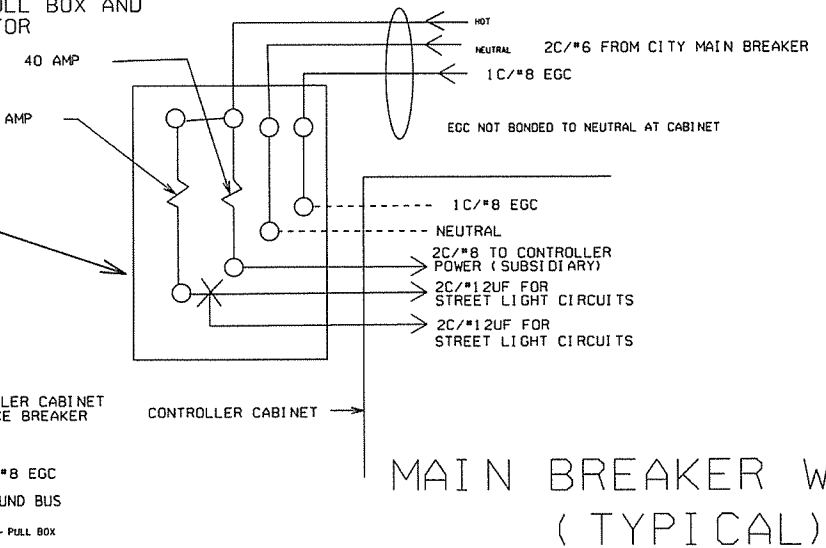 LL BOX AND
TOR
HOT
NEUTRAL 2C/#6 FROM CITY MAIN BREAKER
40 AMP
1C/#8 EGC
AMP
EGC NOT BONDED TO NEUTRAL AT CABINET
1C/#8 EGC
NEUTRAL
2C/#8 TO CONTROLLER
POWER (SUBSIDIARY)
2C/#12UF FOR
STREET LIGHT CIRCUITS
2C/#12UF FOR
STREET LIGHT CIRCUITS
LLER CABINET
CE BREAKER
CONTROLLER CABINET
#8 EGC
UND BUS
PULL BOX
MAIN BREAKER W
(TYPICAL)